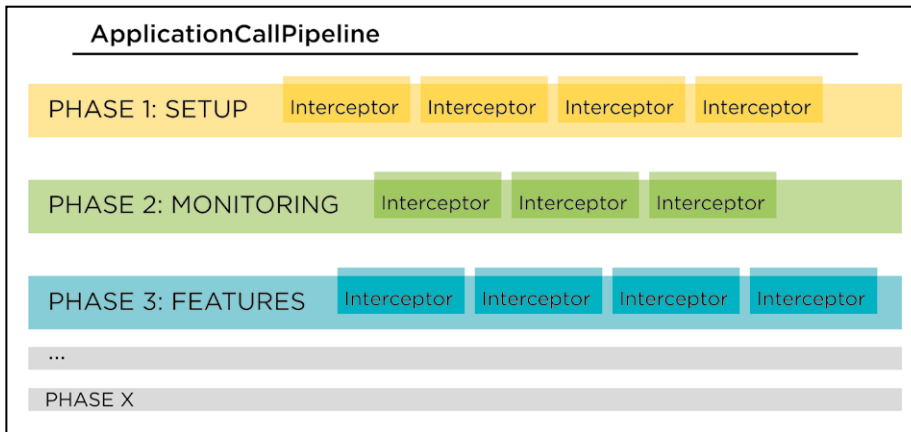 ApplicationCallPipeline
PHASE 1: SETUP Interceptor Interceptor Interceptor Interceptor
PHASE 2: MONITORING Interceptor Interceptor Interceptor
PHASE 3: FEATURES Interceptor Interceptor Interceptor Interceptor
...
PHASE X